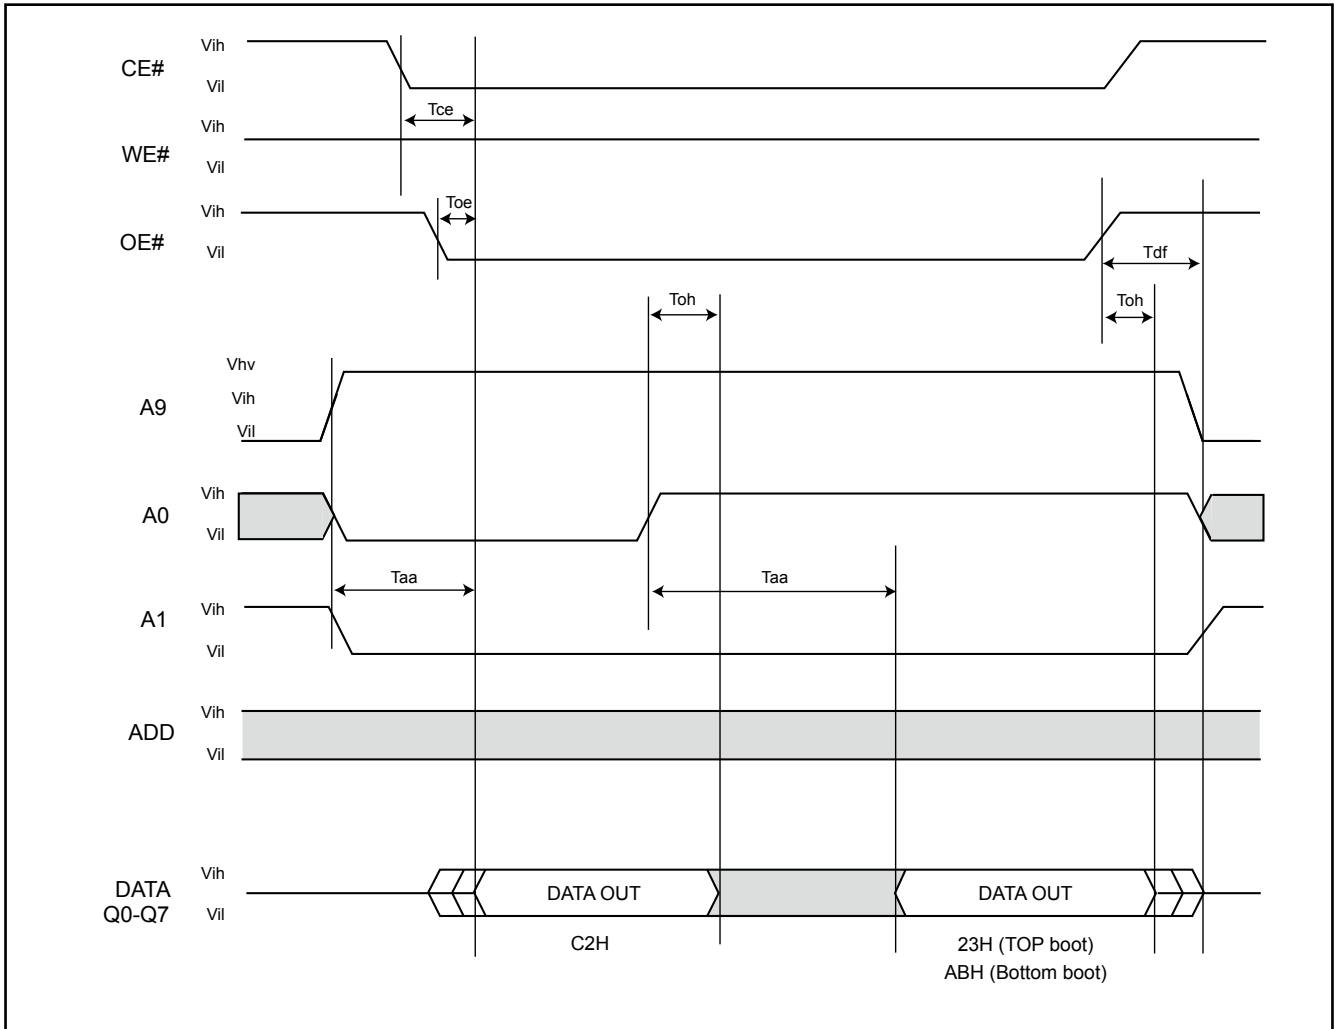 Vih
CE#
Vil
Tce
Vih
WE#
Vil
Toe
Vih
OE#
Vil
Tdf
Toh
Toh
Vhv
A9
Vih
Vil
Vih
A0
Vil
Taa
Taa
Vih
A1
Vil
Vih
ADD
Vil
Vih
DATA
Q0-Q7
Vil
DATA OUT
DATA OUT
C2H
23H (TOP boot)
ABH (Bottom boot)